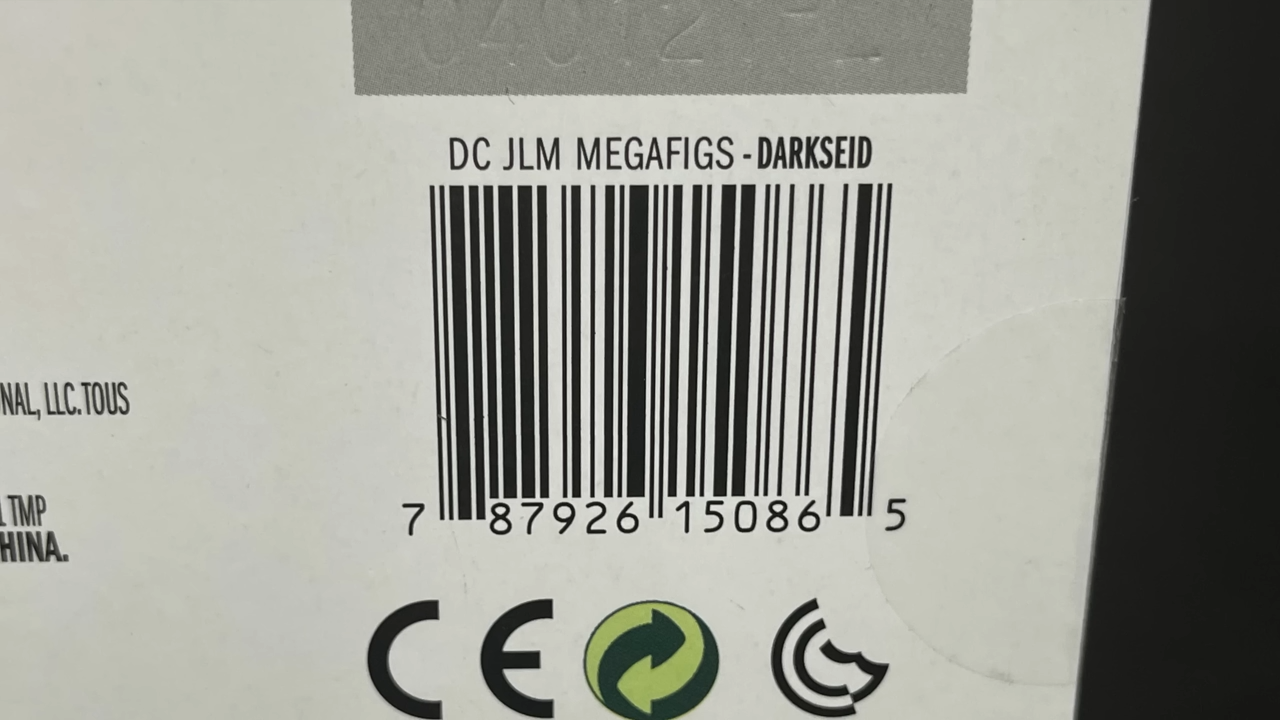 DC JLM MEGAFIGS - DARKSEID
NAL, LLC. TOUS
TMP
HINA.
7 87926 15086 5
CE